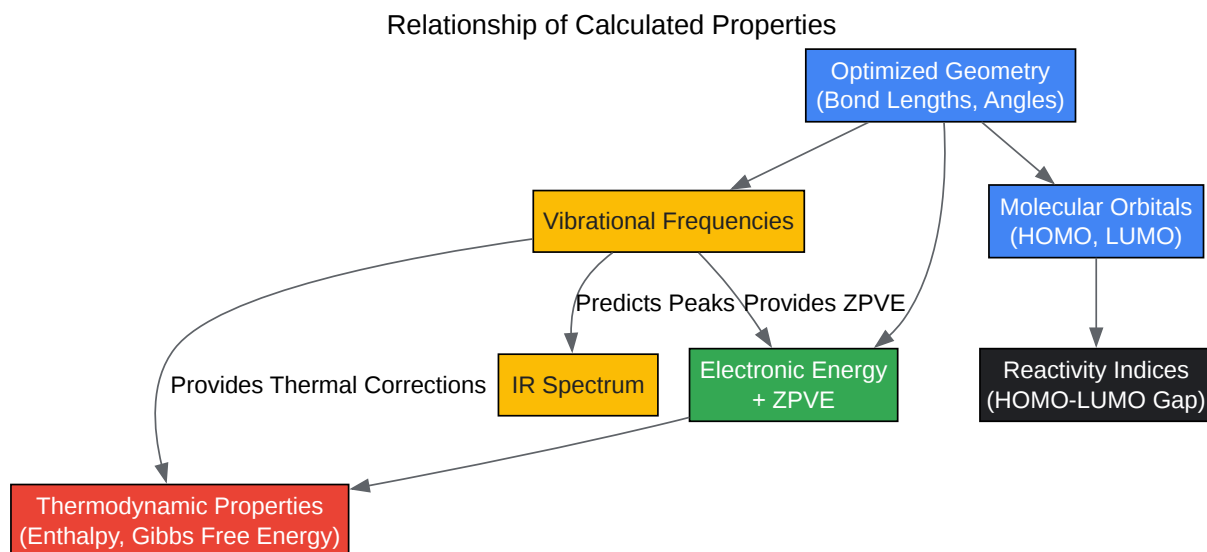 Relationship of Calculated Properties
Optimized Geometry
(Bond Lengths, Angles)
Vibrational Frequencies
Molecular Orbitals
(HOMO, LUMO)
Predicts Peaks
Provides ZPVE
Provides Thermal Corrections
IR Spectrum
Electronic Energy
+ ZPVE
Reactivity Indices
(HOMO-LUMO Gap)
Thermodynamic Properties
(Enthalpy, Gibbs Free Energy)